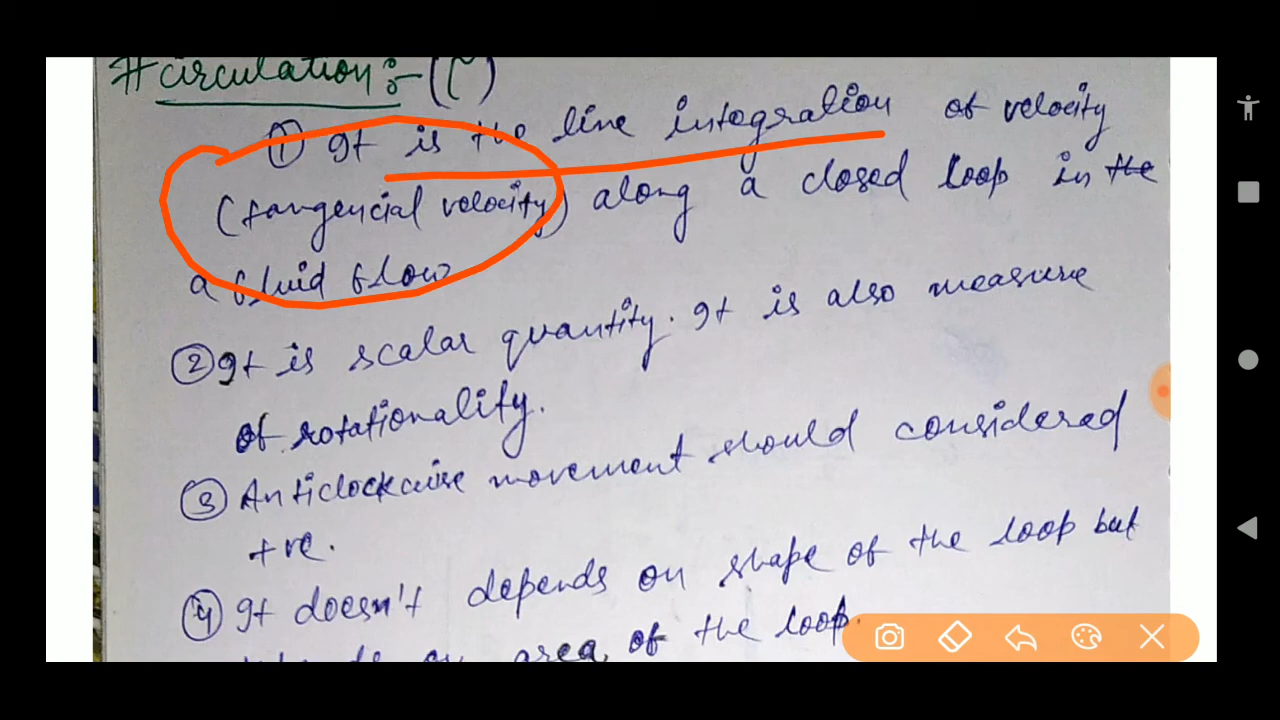 # circulation :- (Γ)
① It is the line integration of velocity
(tangencial velocity) along a closed loop in the
a fluid flow
② It is scalar quantity. It is also measure
of rotationality.
③ Anticlockwise movement should considered
+ve.
④ It doesn't depends on shape of the loop but
on area of the loop.